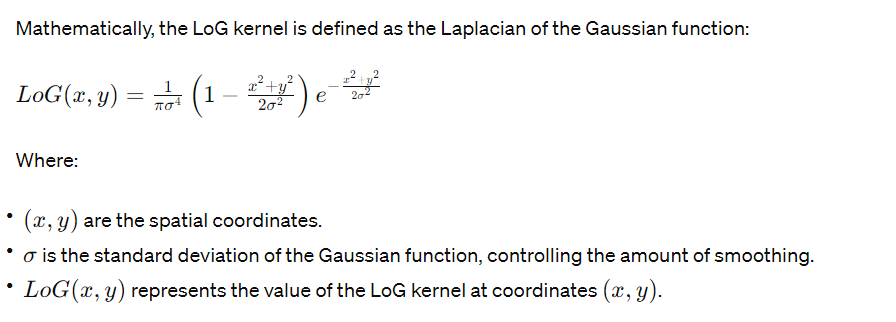 Mathematically, the LoG kernel is defined as the Laplacian of the Gaussian function:
LoG(x, y) = \frac{1}{\pi\sigma^4} \left(1 - \frac{x^2+y^2}{2\sigma^2}\right) e^{-\frac{x^2+y^2}{2\sigma^2}}
Where:
• (x, y) are the spatial coordinates.
• σ is the standard deviation of the Gaussian function, controlling the amount of smoothing.
• LoG(x, y) represents the value of the LoG kernel at coordinates (x, y).